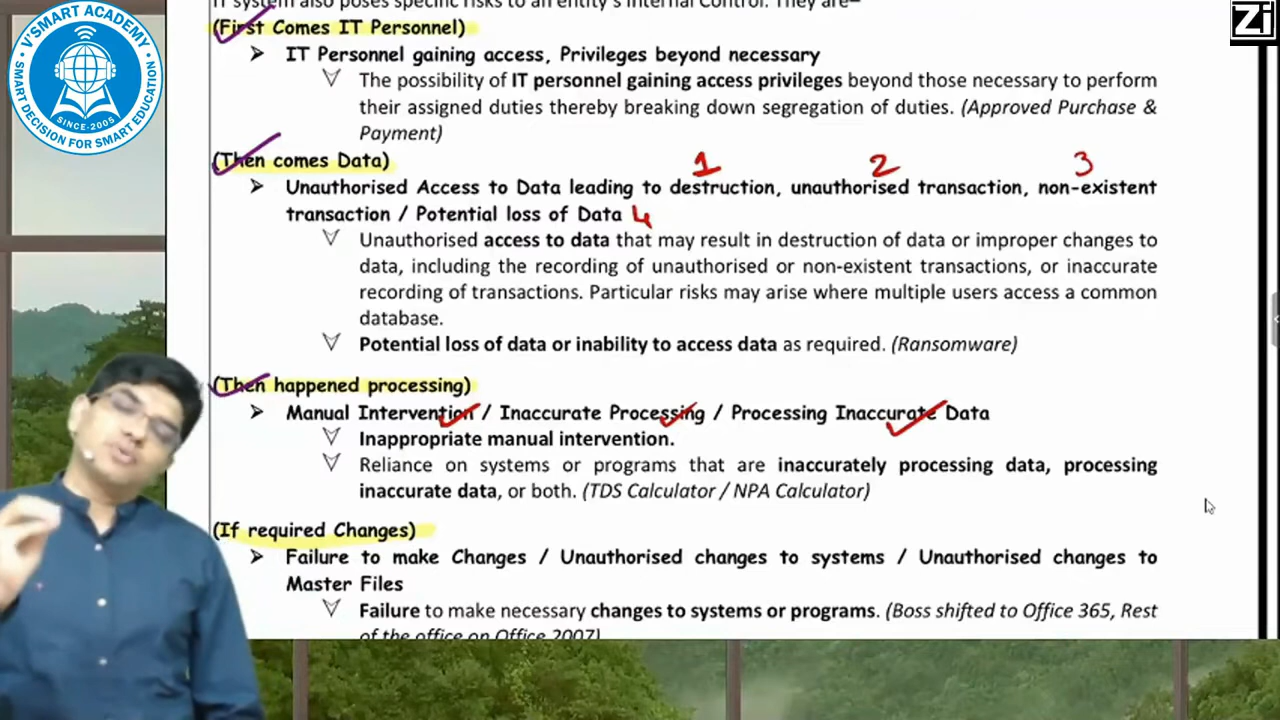 V'SMART ACADEMY
SINCE-2005
SMART DECISION FOR SMART EDUCATION
Zi
IT system also poses specific risks to an entity's Internal Control. They are–
(First Comes IT Personnel)
➤ IT Personnel gaining access, Privileges beyond necessary
The possibility of IT personnel gaining access privileges beyond those necessary to perform
their assigned duties thereby breaking down segregation of duties. (Approved Purchase &
Payment)
(Then comes Data)
1 2 3
➤ Unauthorised Access to Data leading to destruction, unauthorised transaction, non-existent
transaction / Potential loss of Data 4
Unauthorised access to data that may result in destruction of data or improper changes to
data, including the recording of unauthorised or non-existent transactions, or inaccurate
recording of transactions. Particular risks may arise where multiple users access a common
database.
Potential loss of data or inability to access data as required. (Ransomware)
(Then happened processing)
➤ Manual Intervention / Inaccurate Processing / Processing Inaccurate Data
Inappropriate manual intervention.
Reliance on systems or programs that are inaccurately processing data, processing
inaccurate data, or both. (TDS Calculator / NPA Calculator)
(If required Changes)
➤ Failure to make Changes / Unauthorised changes to systems / Unauthorised changes to
Master Files
Failure to make necessary changes to systems or programs. (Boss shifted to Office 365, Rest
of the office on Office 2007)